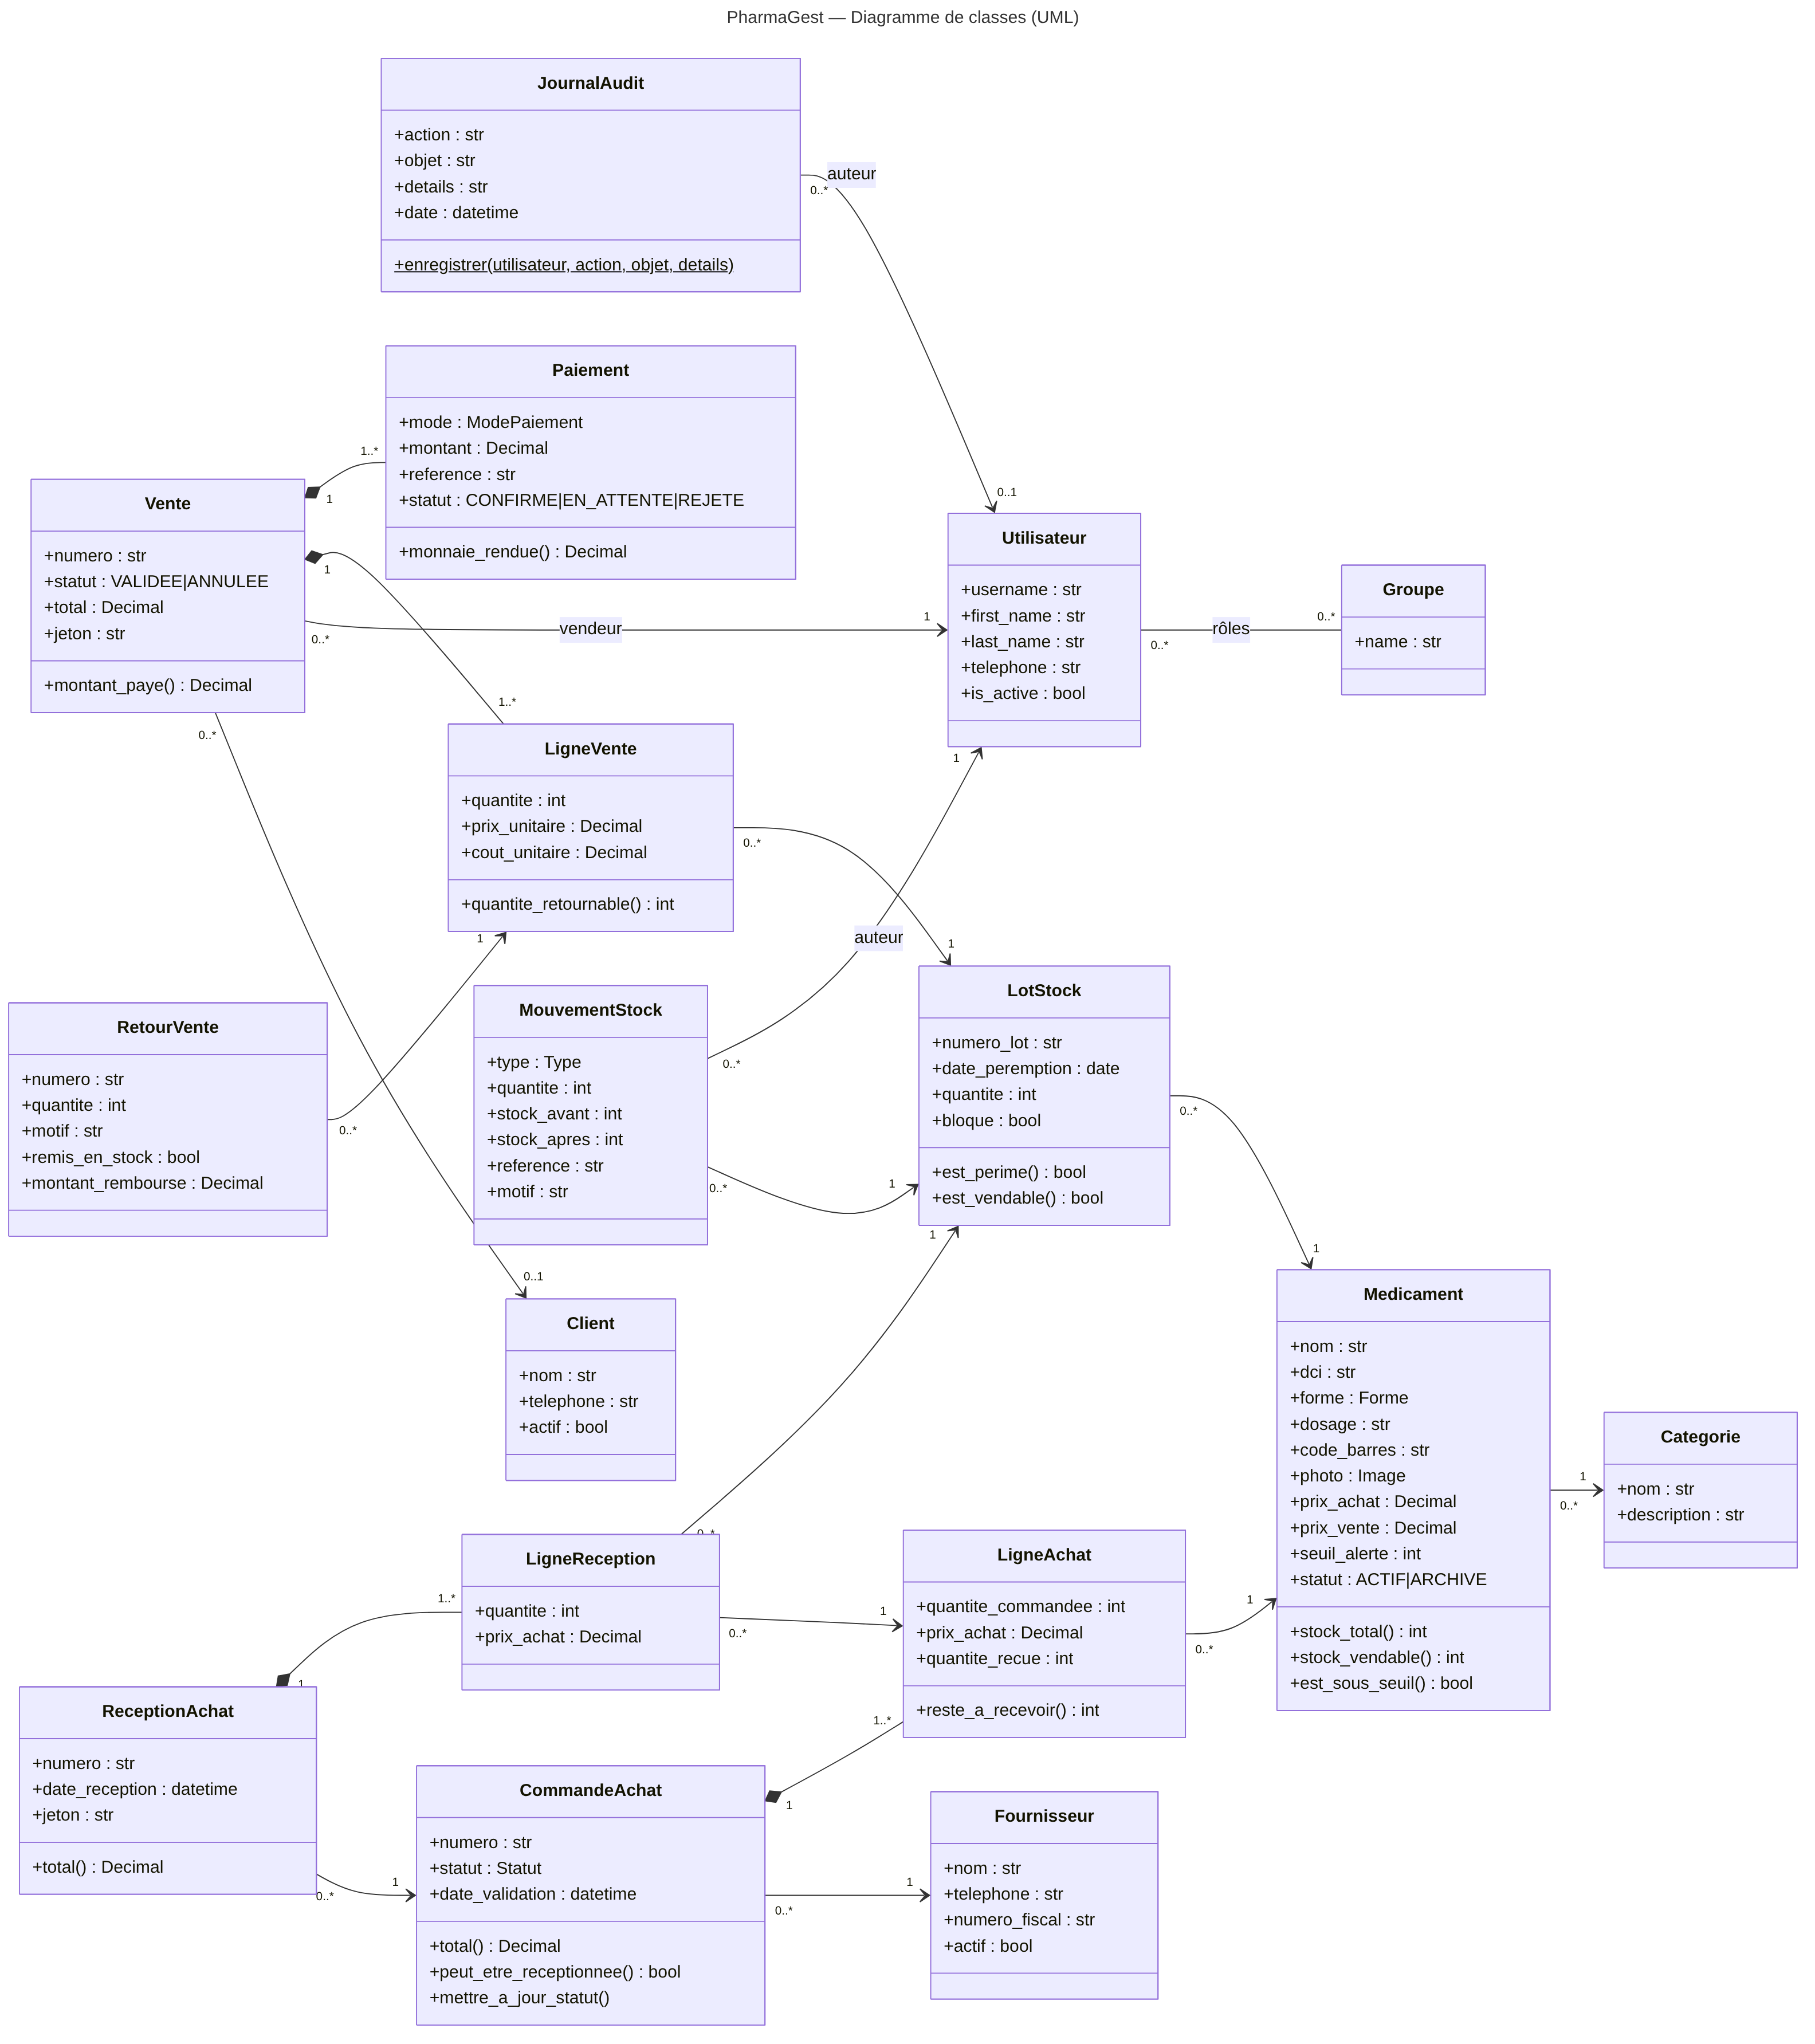 PharmaGest — Diagramme de classes (UML)
JournalAudit
+action : str
+objet : str
+details : str
+date : datetime
+enregistrer(utilisateur, action, objet, details)
auteur
0..*
0..1
Paiement
+mode : ModePaiement
+montant : Decimal
+reference : str
+statut : CONFIRME|EN_ATTENTE|REJETE
+monnaie_rendue() : Decimal
1..*
1
Vente
+numero : str
+statut : VALIDEE|ANNULEE
+total : Decimal
+jeton : str
+montant_paye() : Decimal
1
1..*
0..*
vendeur
1
0..*
Utilisateur
+username : str
+first_name : str
+last_name : str
+telephone : str
+is_active : bool
0..*
rôles
0..*
Groupe
+name : str
LigneVente
+quantite : int
+prix_unitaire : Decimal
+cout_unitaire : Decimal
+quantite_retournable() : int
0..*
1
1
1
auteur
RetourVente
+numero : str
+quantite : int
+motif : str
+remis_en_stock : bool
+montant_rembourse : Decimal
0..*
MouvementStock
+type : Type
+quantite : int
+stock_avant : int
+stock_apres : int
+reference : str
+motif : str
0..*
0..*
1
LotStock
+numero_lot : str
+date_peremption : date
+quantite : int
+bloque : bool
+est_perime() : bool
+est_vendable() : bool
0..*
1
1
0..1
Client
+nom : str
+telephone : str
+actif : bool
Medicament
+nom : str
+dci : str
+forme : Forme
+dosage : str
+code_barres : str
+photo : Image
+prix_achat : Decimal
+prix_vente : Decimal
+seuil_alerte : int
+statut : ACTIF|ARCHIVE
+stock_total() : int
+stock_vendable() : int
+est_sous_seuil() : bool
0..*
1
Categorie
+nom : str
+description : str
0..*
LigneReception
+quantite : int
+prix_achat : Decimal
1..*
1
0..*
1
LigneAchat
+quantite_commandee : int
+prix_achat : Decimal
+quantite_recue : int
+reste_a_recevoir() : int
0..*
1
1..*
1
ReceptionAchat
+numero : str
+date_reception : datetime
+jeton : str
+total() : Decimal
0..*
1
CommandeAchat
+numero : str
+statut : Statut
+date_validation : datetime
+total() : Decimal
+peut_etre_receptionnee() : bool
+mettre_a_jour_statut()
0..*
1
Fournisseur
+nom : str
+telephone : str
+numero_fiscal : str
+actif : bool